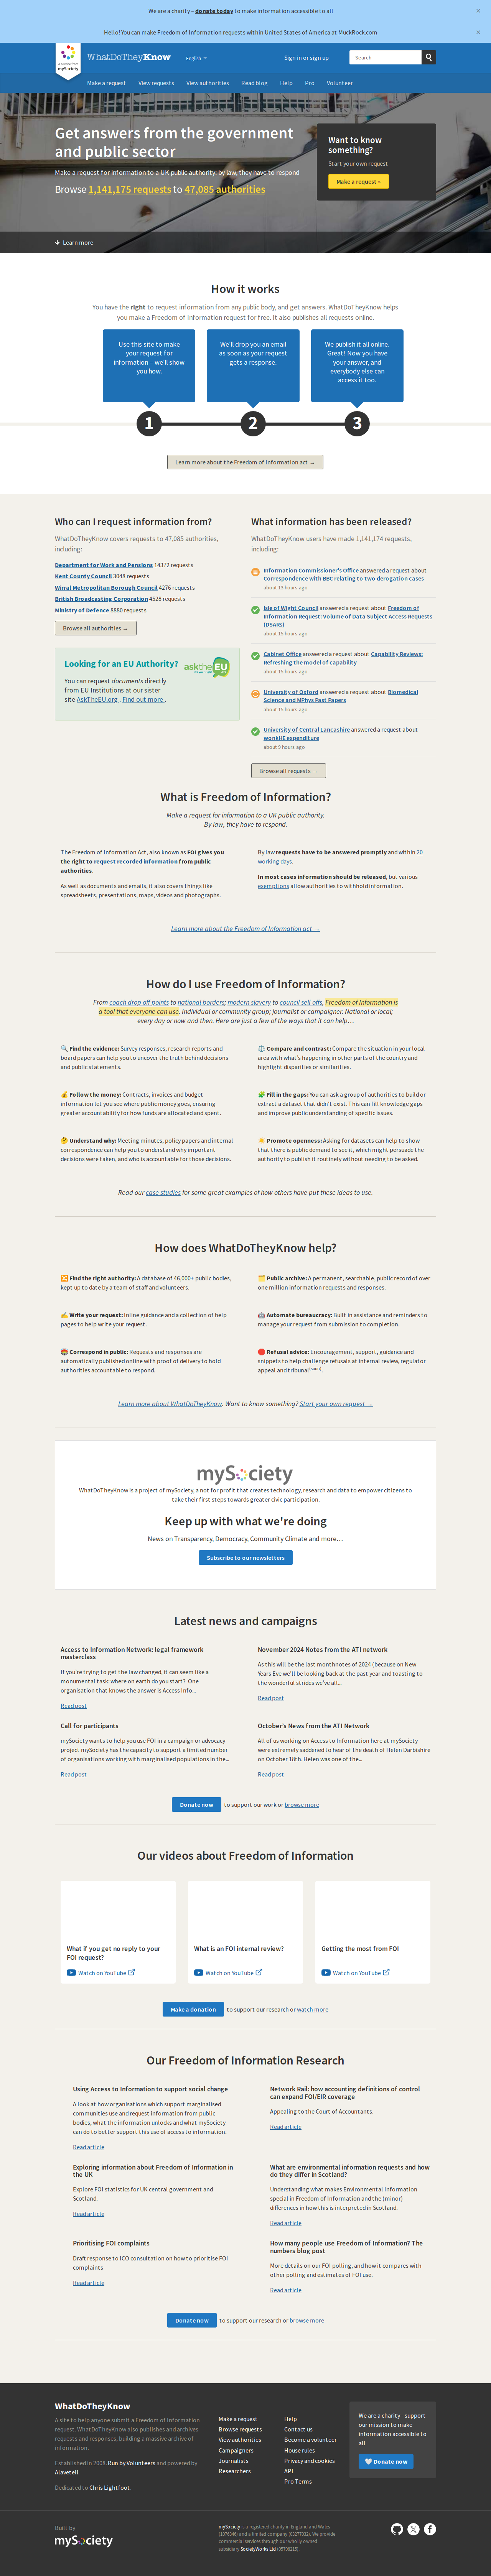 We are a charity – donate today to make information accessible to all
×
Hello! You can make Freedom of Information requests within United States of America at MuckRock.com
×
A service from
mySociety
WhatDoTheyKnow
English
Sign in or sign up
Search
Make a request
View requests
View authorities
Read blog
Help
Pro
Volunteer
Get answers from the government
and public sector
Make a request for information to a UK public authority: by law, they have to respond
Browse 1,141,175 requests to 47,085 authorities
Want to know
something?
Start your own request
Make a request »
Learn more
How it works
You have the right to request information from any public body, and get answers. WhatDoTheyKnow helps
you make a Freedom of Information request for free. It also publishes all requests online.
Use this site to make
your request for
information – we'll show
you how.
We'll drop you an email
as soon as your request
gets a response.
We publish it all online.
Great! Now you have
your answer, and
everybody else can
access it too.
1
2
3
Learn more about the Freedom of Information act →
Who can I request information from?
WhatDoTheyKnow covers requests to 47,085 authorities,
including:
Department for Work and Pensions 14372 requests
Kent County Council 3048 requests
Wirral Metropolitan Borough Council 4276 requests
British Broadcasting Corporation 4528 requests
Ministry of Defence 8880 requests
Browse all authorities →
Looking for an EU Authority?
asktheEU
it's your right
You can request documents directly
from EU Institutions at our sister
site AskTheEU.org . Find out more .
What information has been released?
WhatDoTheyKnow users have made 1,141,174 requests,
including:
Information Commissioner's Office answered a request about
Correspondence with BBC relating to two derogation cases
about 13 hours ago
Isle of Wight Council answered a request about Freedom of
Information Request: Volume of Data Subject Access Requests
(DSARs)
about 15 hours ago
Cabinet Office answered a request about Capability Reviews:
Refreshing the model of capability
about 15 hours ago
University of Oxford answered a request about Biomedical
Science and MPhys Past Papers
about 15 hours ago
University of Central Lancashire answered a request about
wonkHE expenditure
about 9 hours ago
Browse all requests →
What is Freedom of Information?
Make a request for information to a UK public authority.
By law, they have to respond.
The Freedom of Information Act, also known as FOI gives you
the right to request recorded information from public
authorities.
As well as documents and emails, it also covers things like
spreadsheets, presentations, maps, videos and photographs.
By law requests have to be answered promptly and within 20
working days.
In most cases information should be released, but various
exemptions allow authorities to withhold information.
Learn more about the Freedom of Information act →
How do I use Freedom of Information?
From coach drop off points to national borders; modern slavery to council sell-offs, Freedom of Information is
a tool that everyone can use. Individual or community group; journalist or campaigner. National or local;
every day or now and then. Here are just a few of the ways that it can help…
🔍 Find the evidence: Survey responses, research reports and
board papers can help you to uncover the truth behind decisions
and public statements.
⚖️ Compare and contrast: Compare the situation in your local
area with what's happening in other parts of the country and
highlight disparities or similarities.
💰 Follow the money: Contracts, invoices and budget
information let you see where public money goes, ensuring
greater accountability for how funds are allocated and spent.
🧩 Fill in the gaps: You can ask a group of authorities to build or
extract a dataset that didn't exist. This can fill knowledge gaps
and improve public understanding of specific issues.
🤔 Understand why: Meeting minutes, policy papers and internal
correspondence can help you to understand why important
decisions were taken, and who is accountable for those decisions.
☀️ Promote openness: Asking for datasets can help to show
that there is public demand to see it, which might persuade the
authority to publish it routinely without needing to be asked.
Read our case studies for some great examples of how others have put these ideas to use.
How does WhatDoTheyKnow help?
🔀 Find the right authority: A database of 46,000+ public bodies,
kept up to date by a team of staff and volunteers.
🗂️ Public archive: A permanent, searchable, public record of over
one million information requests and responses.
✍️ Write your request: Inline guidance and a collection of help
pages to help write your request.
🤖 Automate bureaucracy: Built in assistance and reminders to
manage your request from submission to completion.
📮 Correspond in public: Requests and responses are
automatically published online with proof of delivery to hold
authorities accountable to respond.
🛑 Refusal advice: Encouragement, support, guidance and
snippets to help challenge refusals at internal review, regulator
appeal and tribunal(soon).
Learn more about WhatDoTheyKnow. Want to know something? Start your own request →
mySociety
WhatDoTheyKnow is a project of mySociety, a not for profit that creates technology, research and data to empower citizens to
take their first steps towards greater civic participation.
Keep up with what we're doing
News on Transparency, Democracy, Community Climate and more…
Subscribe to our newsletters
Latest news and campaigns
Access to Information Network: legal framework
masterclass
If you're trying to get the law changed, it can seem like a
monumental task: where on earth do you start? One
organisation that knows the answer is Access Info...
Read post
November 2024 Notes from the ATI network
As this will be the last monthnotes of 2024 (because on New
Years Eve we'll be looking back at the past year and toasting to
the wonderful strides we've all...
Read post
Call for participants
mySociety wants to help you use FOI in a campaign or advocacy
project mySociety has the capacity to support a limited number
of organisations working with marginalised populations in the...
Read post
October's News from the ATI Network
All of us working on Access to Information here at mySociety
were extremely saddened to hear of the death of Helen Darbishire
on October 18th. Helen was one of the...
Read post
Donate now to support our work or browse more
Our videos about Freedom of Information
What if you get no reply to your
FOI request?
Watch on YouTube
What is an FOI internal review?
Watch on YouTube
Getting the most from FOI
Watch on YouTube
Make a donation to support our research or watch more
Our Freedom of Information Research
Using Access to Information to support social change
A look at how organisations which support marginalised
communities use and request information from public
bodies, what their information unlocks and what mySociety
can do to better support this use of access to information.
Read article
Network Rail: how accounting definitions of control
can expand FOI/EIR coverage
Appealing to the Court of Accountants.
Read article
Exploring information about Freedom of Information in
the UK
Explore FOI statistics for UK central government and
Scotland.
Read article
What are environmental information requests and how
do they differ in Scotland?
Understanding what makes Environmental Information
special in Freedom of Information and the (minor)
differences in how this is interpreted in Scotland.
Read article
Prioritising FOI complaints
Draft response to ICO consultation on how to prioritise FOI
complaints
Read article
How many people use Freedom of Information? The
numbers blog post
More details on our FOI polling, and how it compares with
other polling and estimates of FOI use.
Read article
Donate now to support our research or browse more
WhatDoTheyKnow
A site to help anyone submit a Freedom of Information
request. WhatDoTheyKnow also publishes and archives
requests and responses, building a massive archive of
information.
Established in 2008. Run by Volunteers and powered by
Alaveteli.
Dedicated to Chris Lightfoot.
Make a request
Browse requests
View authorities
Campaigners
Journalists
Researchers
Help
Contact us
Become a volunteer
House rules
Privacy and cookies
API
Pro Terms
We are a charity - support
our mission to make
information accessible to
all
🤍 Donate now
Built by
mySociety
mySociety is a registered charity in England and Wales
(1076346) and a limited company (03277032). We provide
commercial services through our wholly owned
subsidiary SocietyWorks Ltd (05798215).